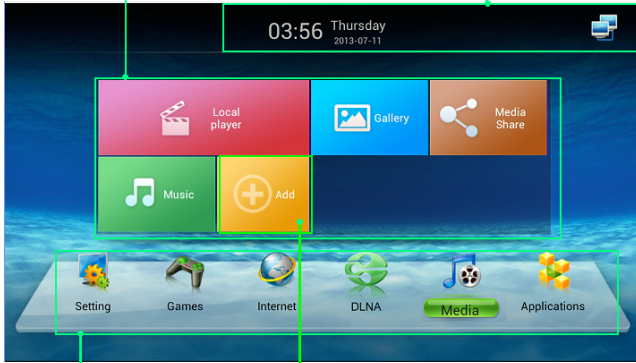 03:56 Thursday
2013-07-11
Local
player
Gallery
Media
Share
Music
Add
Setting
Games
Internet
DLNA
Media
Applications